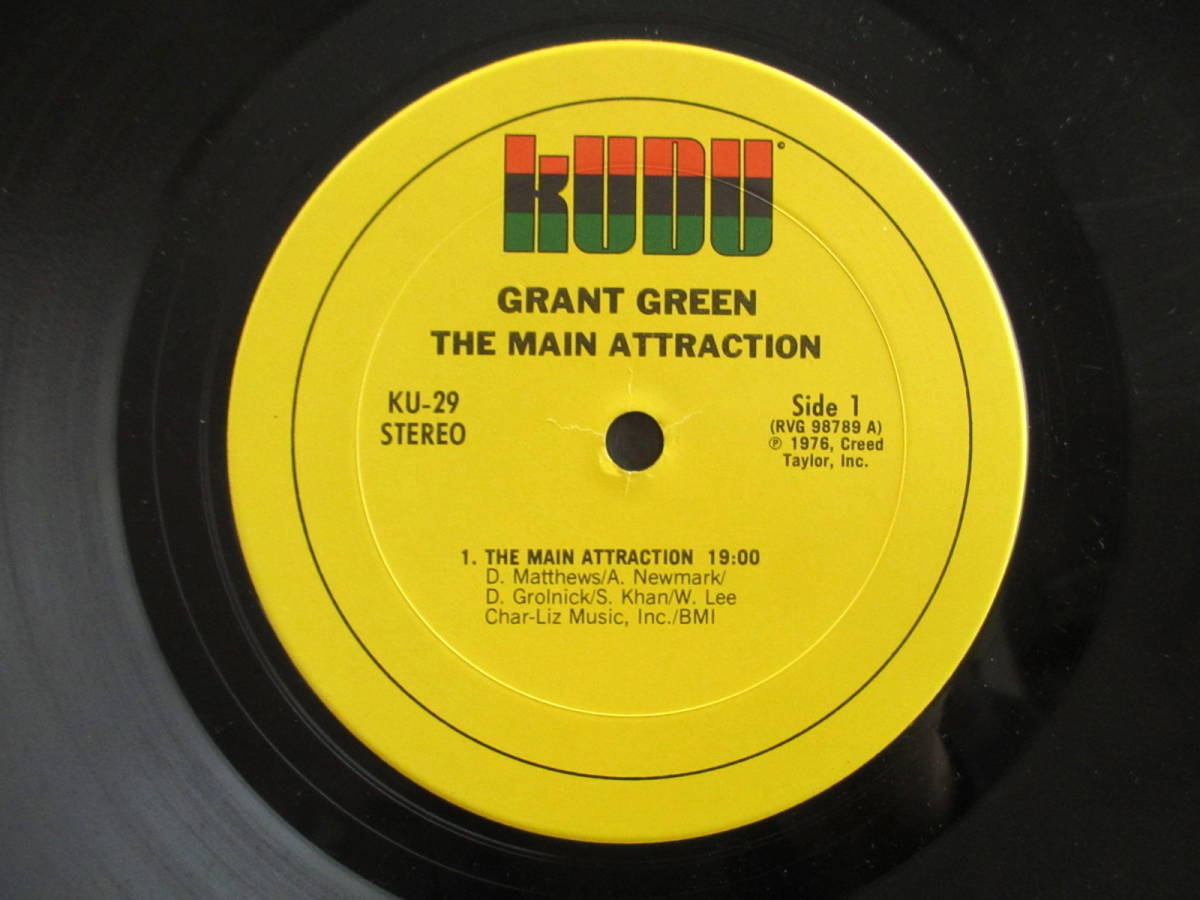 kUDU ©
GRANT GREEN
THE MAIN ATTRACTION
KU-29
STEREO
Side 1
(RVG 98789 A)
℗ 1976, Creed
Taylor, Inc.
1. THE MAIN ATTRACTION 19:00
D. Matthews/A. Newmark/
D. Grolnick/S. Khan/W. Lee
Char-Liz Music, Inc./BMI